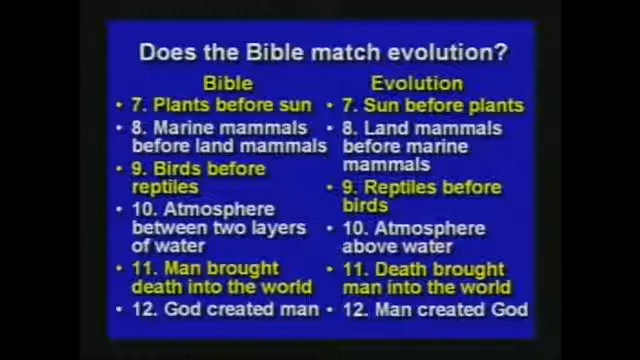 Does the Bible match evolution?
Bible
• 7. Plants before sun
• 8. Marine mammals
before land mammals
• 9. Birds before
reptiles
• 10. Atmosphere
between two layers
of water
• 11. Man brought
death into the world
• 12. God created man
Evolution
• 7. Sun before plants
• 8. Land mammals
before marine
mammals
• 9. Reptiles before
birds
• 10. Atmosphere
above water
• 11. Death brought
man into the world
• 12. Man created God